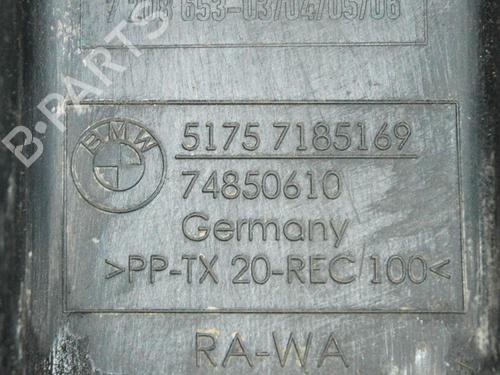 7 208 653-03/04/05/06
B-PARTS
BMW
5175 7185169
74850610
Germany
>PP-TX 20-REC 100<
RA-WA